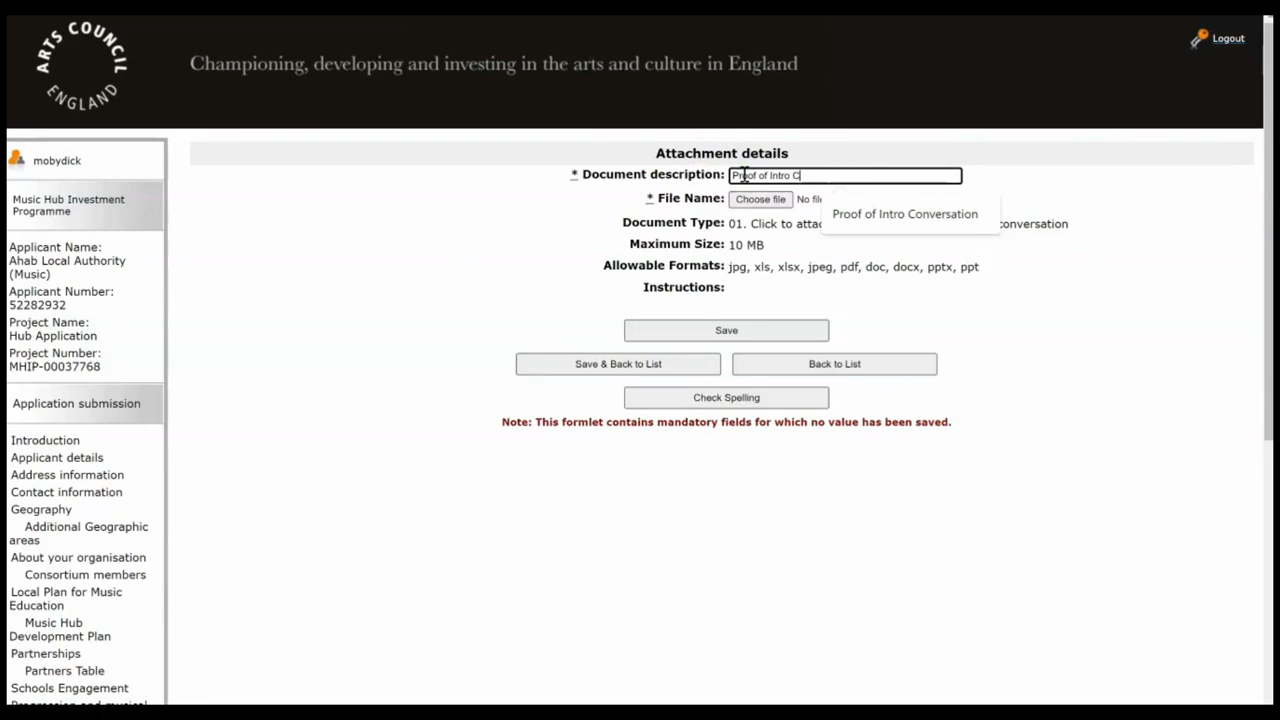 ARTS COUNCIL
ENGLAND
Championing, developing and investing in the arts and culture in England
Logout
mobydick
Music Hub Investment
Programme
Applicant Name:
Ahab Local Authority
(Music)
Applicant Number:
52282932
Project Name:
Hub Application
Project Number:
MHIP-00037768
Application submission
Introduction
Applicant details
Address information
Contact information
Geography
Additional Geographic
areas
About your organisation
Consortium members
Local Plan for Music
Education
Music Hub
Development Plan
Partnerships
Partners Table
Schools Engagement
Progression and musical
Attachment details
* Document description: Proof of Intro C
* File Name: Choose file No file
Proof of Intro Conversation
Document Type: 01. Click to attac conversation
Maximum Size: 10 MB
Allowable Formats: jpg, xls, xlsx, jpeg, pdf, doc, docx, pptx, ppt
Instructions:
Save
Save & Back to List Back to List
Check Spelling
Note: This formlet contains mandatory fields for which no value has been saved.